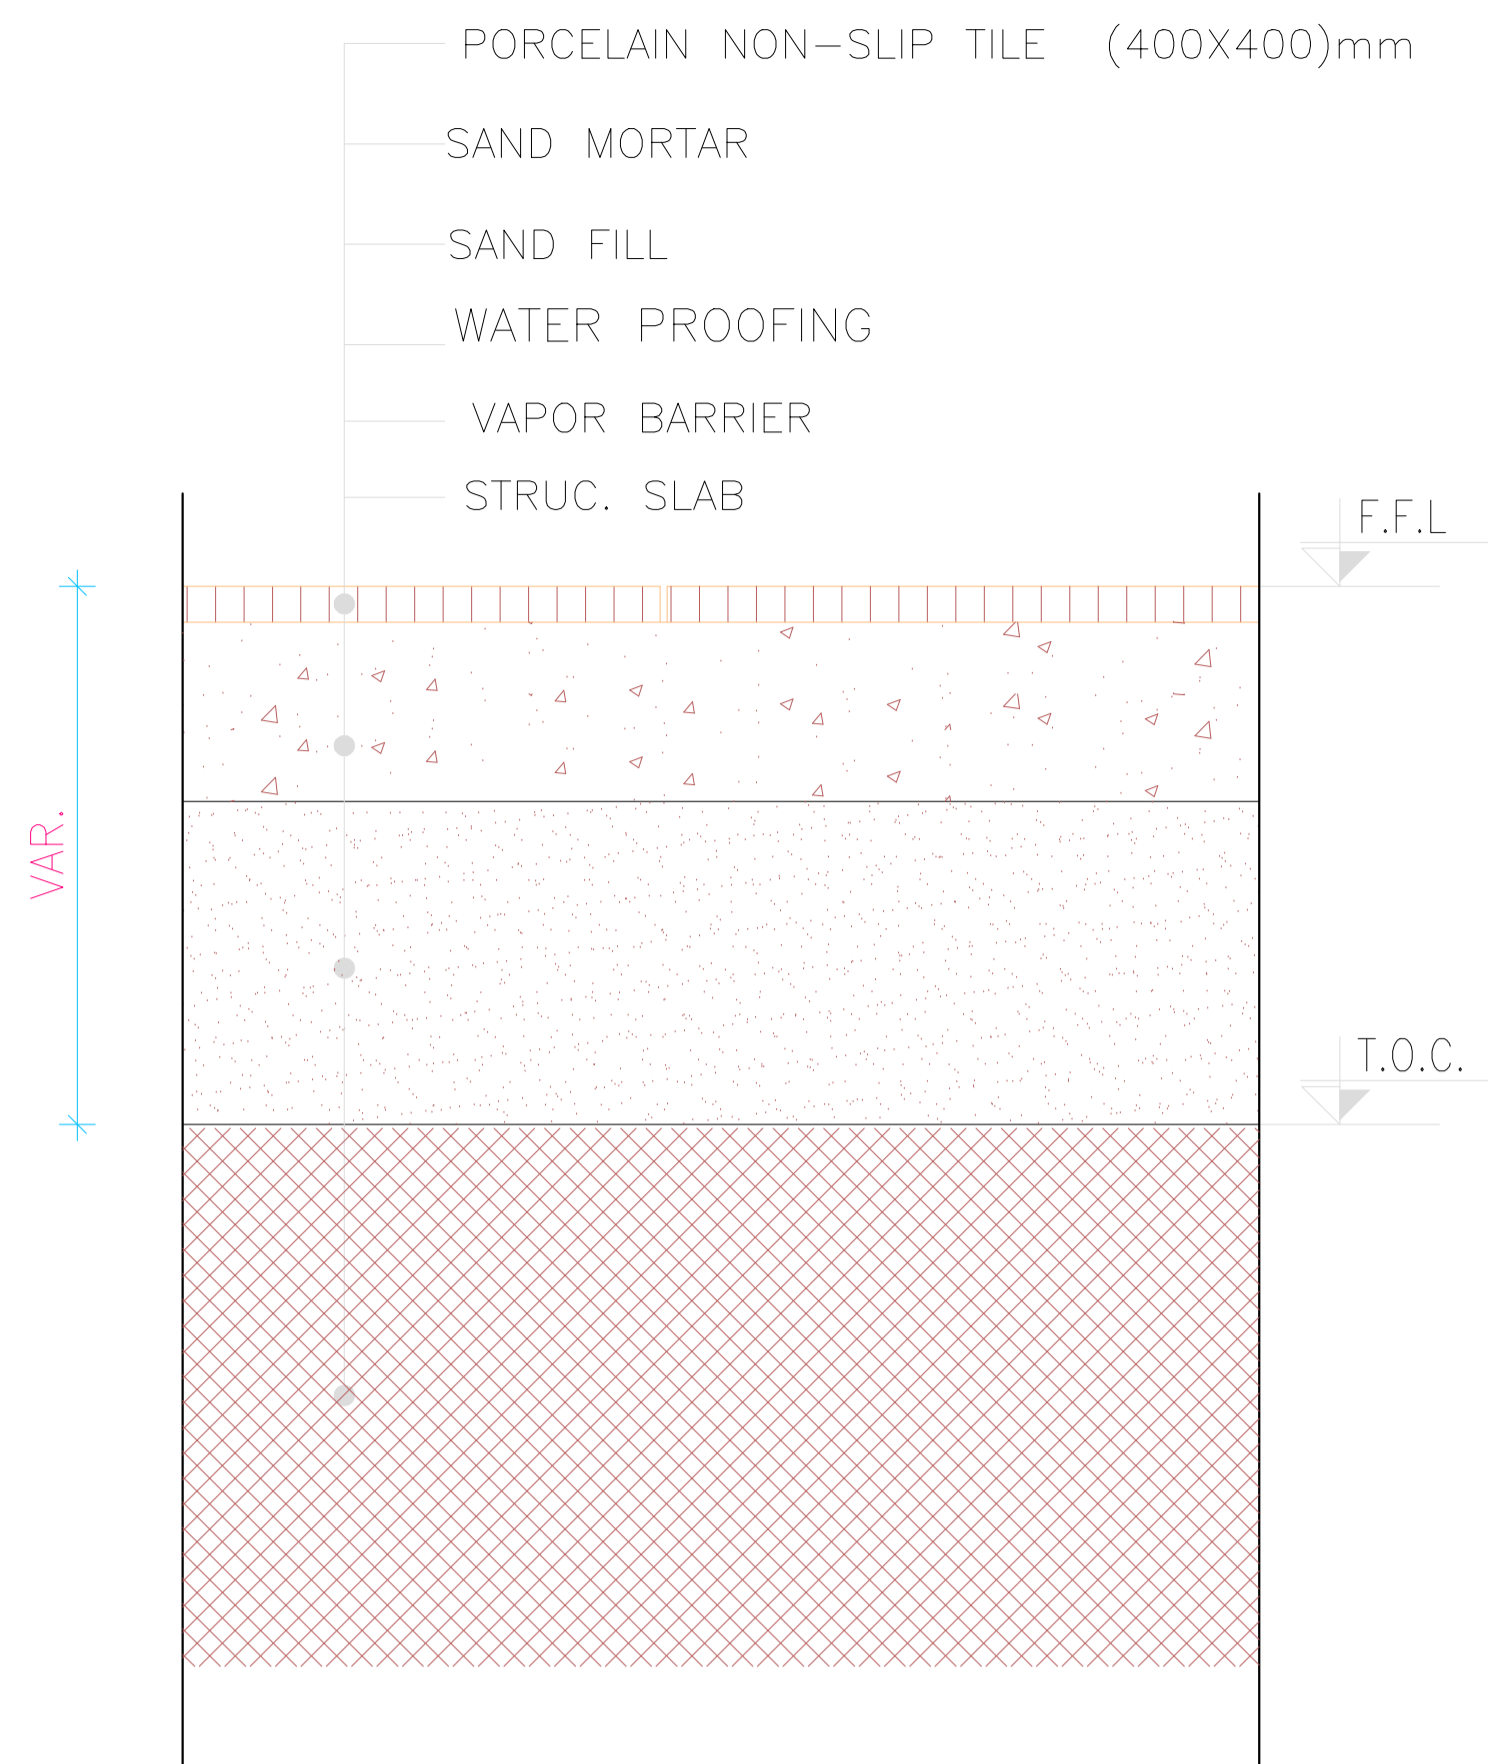 PORCELAIN NON-SLIP TILE (400X400)mm
SAND MORTAR
SAND FILL
WATER PROOFING
VAPOR BARRIER
STRUC. SLAB
F.F.L
VAR.
T.O.C.